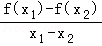 f(x₁)-f(x₂)
x₁-x₂